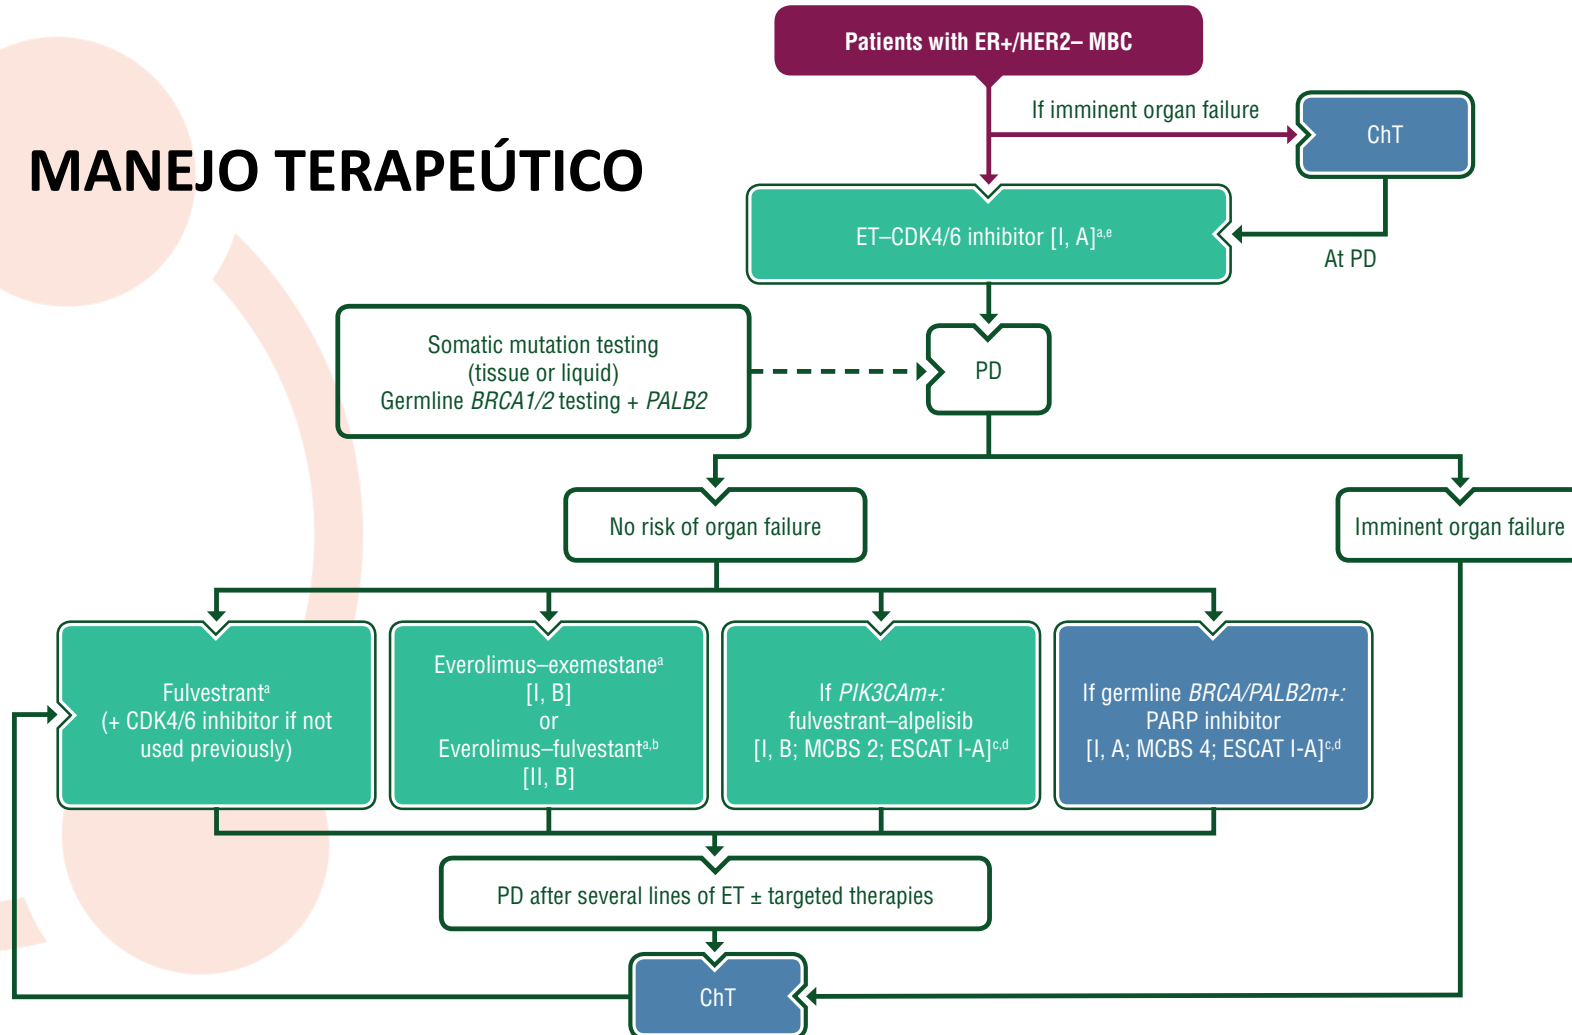 Patients with ER+/HER2– MBC
If imminent organ failure
ChT
MANEJO TERAPEÚTICO
ET–CDK4/6 inhibitor [I, A]a,e
At PD
Somatic mutation testing
(tissue or liquid)
Germline BRCA1/2 testing + PALB2
PD
No risk of organ failure
Imminent organ failure
Fulvestranta
(+ CDK4/6 inhibitor if not
used previously)
Everolimus–exemestanea
[I, B]
or
Everolimus–fulvestanta,b
[II, B]
If PIK3CAm+:
fulvestrant–alpelisib
[I, B; MCBS 2; ESCAT I-A]c,d
If germline BRCA/PALB2m+:
PARP inhibitor
[I, A; MCBS 4; ESCAT I-A]c,d
PD after several lines of ET ± targeted therapies
ChT